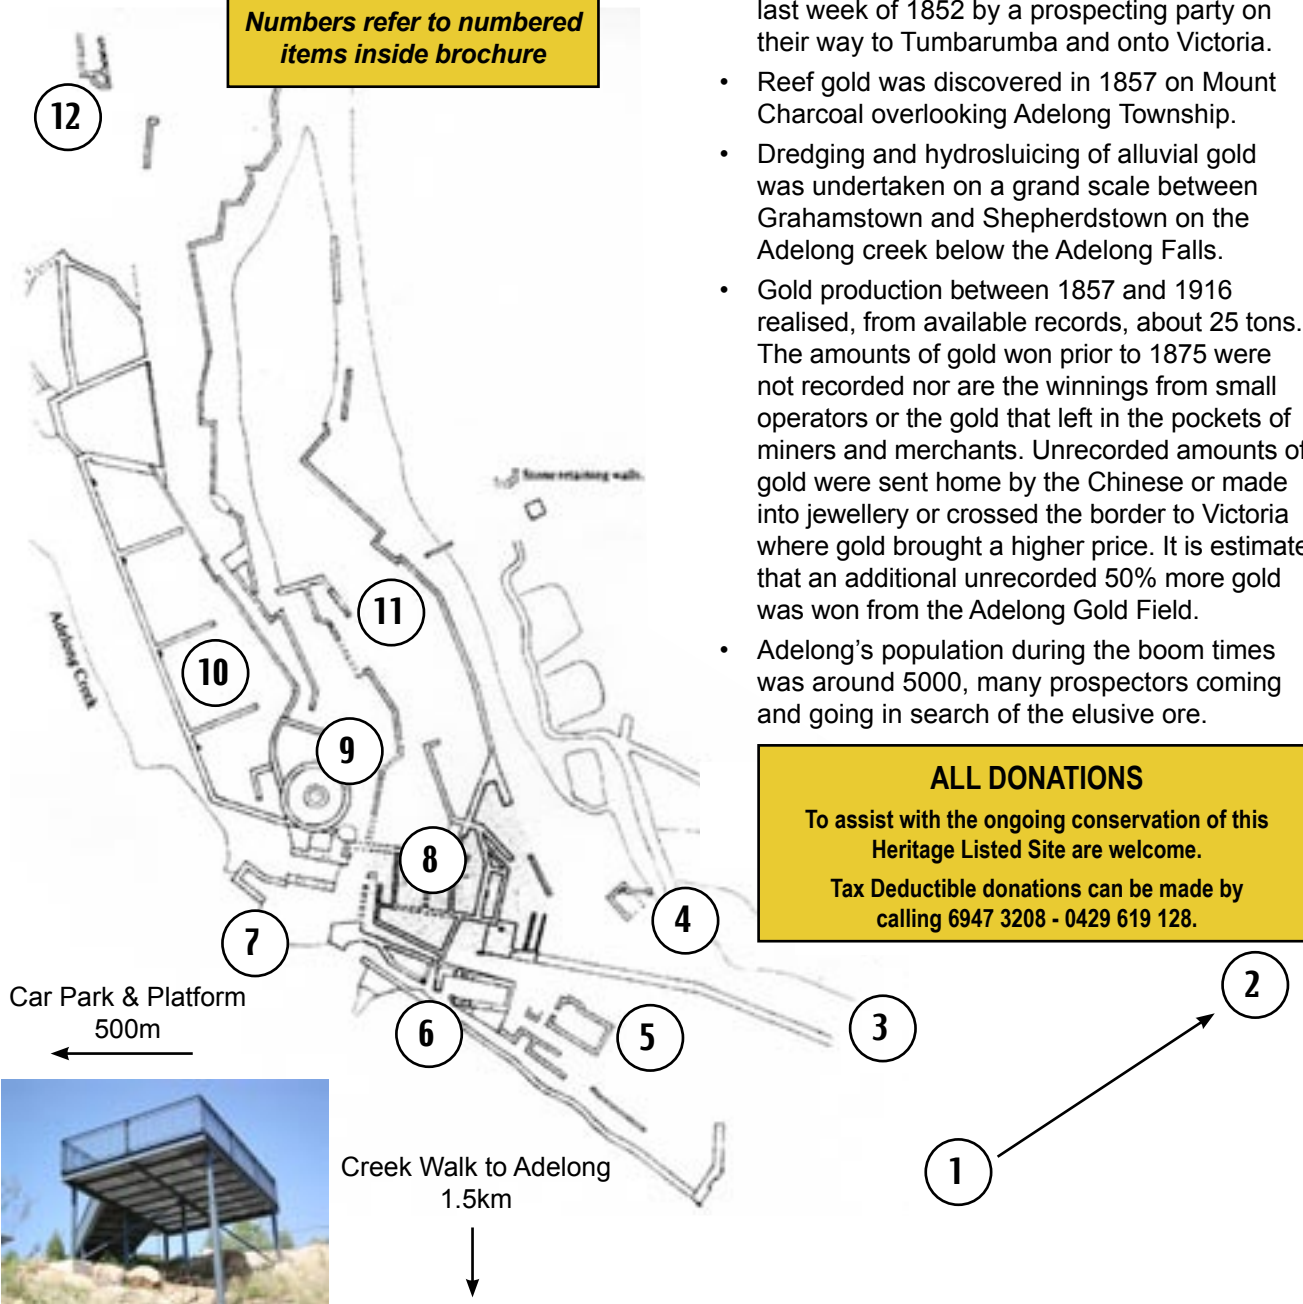 Numbers refer to numbered
items inside brochure
12
Stone retaining walls.
11
Adelong Creek
10
9
8
4
7
Car Park & Platform
500m
6
5
3
Creek Walk to Adelong
1.5km
last week of 1852 by a prospecting party on
their way to Tumbarumba and onto Victoria.
• Reef gold was discovered in 1857 on Mount
Charcoal overlooking Adelong Township.
• Dredging and hydrosluicing of alluvial gold
was undertaken on a grand scale between
Grahamstown and Shepherdstown on the
Adelong creek below the Adelong Falls.
• Gold production between 1857 and 1916
realised, from available records, about 25 tons.
The amounts of gold won prior to 1875 were
not recorded nor are the winnings from small
operators or the gold that left in the pockets of
miners and merchants. Unrecorded amounts of
gold were sent home by the Chinese or made
into jewellery or crossed the border to Victoria
where gold brought a higher price. It is estimate
that an additional unrecorded 50% more gold
was won from the Adelong Gold Field.
• Adelong's population during the boom times
was around 5000, many prospectors coming
and going in search of the elusive ore.
ALL DONATIONS
To assist with the ongoing conservation of this
Heritage Listed Site are welcome.
Tax Deductible donations can be made by
calling 6947 3208 - 0429 619 128.
2
1